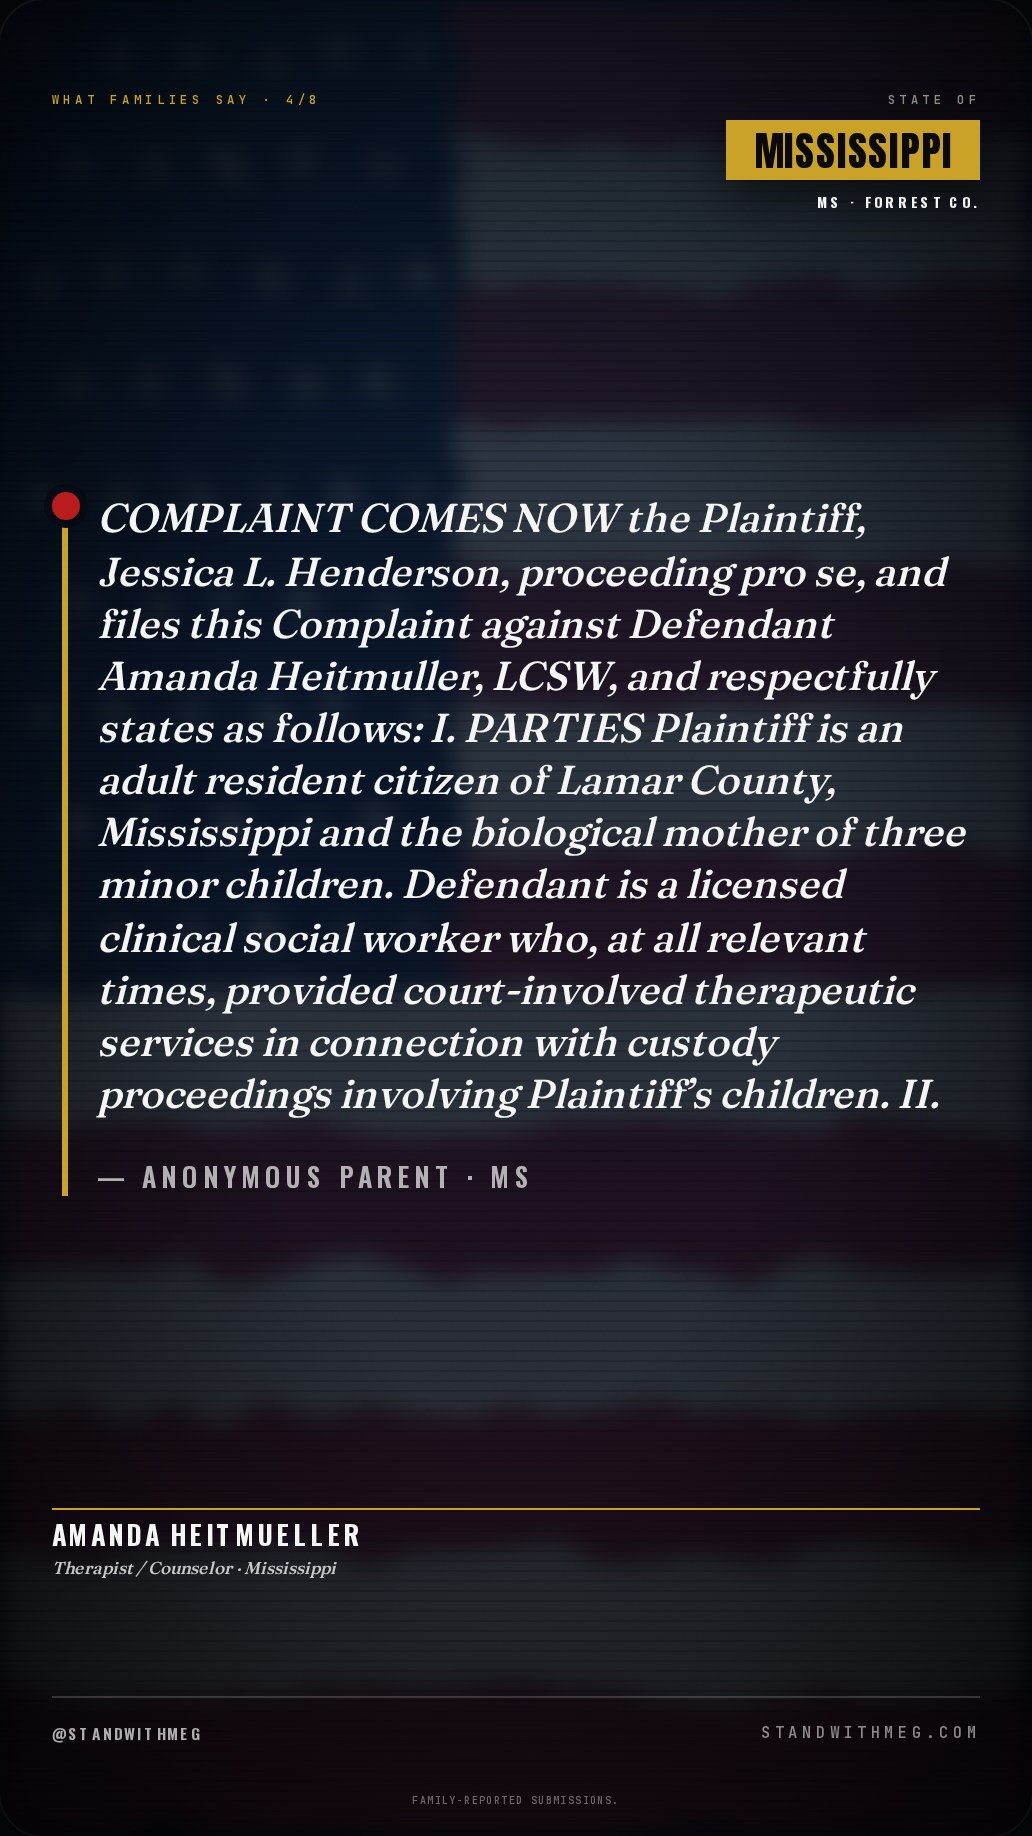 WHAT FAMILIES SAY · 4/8
STATE OF
MISSISSIPPI
MS · FORREST CO.
COMPLAINT COMES NOW the Plaintiff,
Jessica L. Henderson, proceeding pro se, and
files this Complaint against Defendant
Amanda Heitmuller, LCSW, and respectfully
states as follows: I. PARTIES Plaintiff is an
adult resident citizen of Lamar County,
Mississippi and the biological mother of three
minor children. Defendant is a licensed
clinical social worker who, at all relevant
times, provided court-involved therapeutic
services in connection with custody
proceedings involving Plaintiff’s children. II.
— ANONYMOUS PARENT · MS
AMANDA HEITMUELLER
Therapist / Counselor · Mississippi
@STANDWITHMEG
STANDWITHMEG.COM
FAMILY-REPORTED SUBMISSIONS.